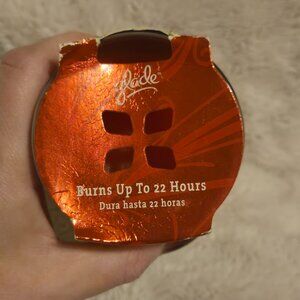 glade
Burns Up To 22 Hours
Dura hasta 22 horas